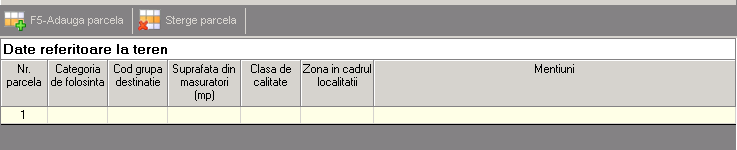 F5-Adauga parcela Sterge parcela
Date referitoare la teren
Nr. parcela Categoria de folosinta Cod grupa destinatie Suprafata din masuratori (mp) Clasa de calitate Zona in cadrul localitatii Mentiuni
1